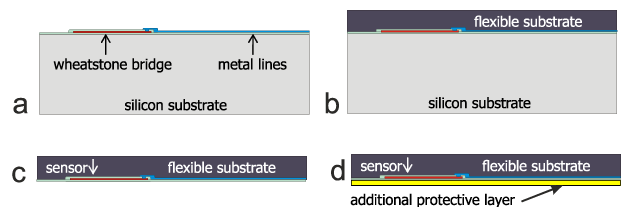 wheatstone bridge
metal lines
silicon substrate
a
flexible substrate
silicon substrate
b
sensor
flexible substrate
c
sensor
flexible substrate
d
additional protective layer